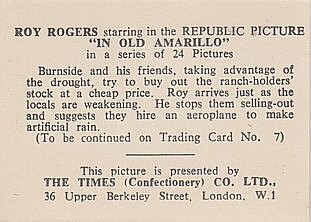 ROY ROGERS starring in the REPUBLIC PICTURE
"IN OLD AMARILLO"
in a series of 24 Pictures
Burnside and his friends, taking advantage of
the drought, try to buy out the ranch-holders'
stock at a cheap price. Roy arrives just as the
locals are weakening. He stops them selling-out
and suggests they hire an aeroplane to make
artificial rain.
(To be continued on Trading Card No. 7)
This picture is presented by
THE TIMES (Confectionery) CO. LTD.,
36 Upper Berkeley Street, London, W.1